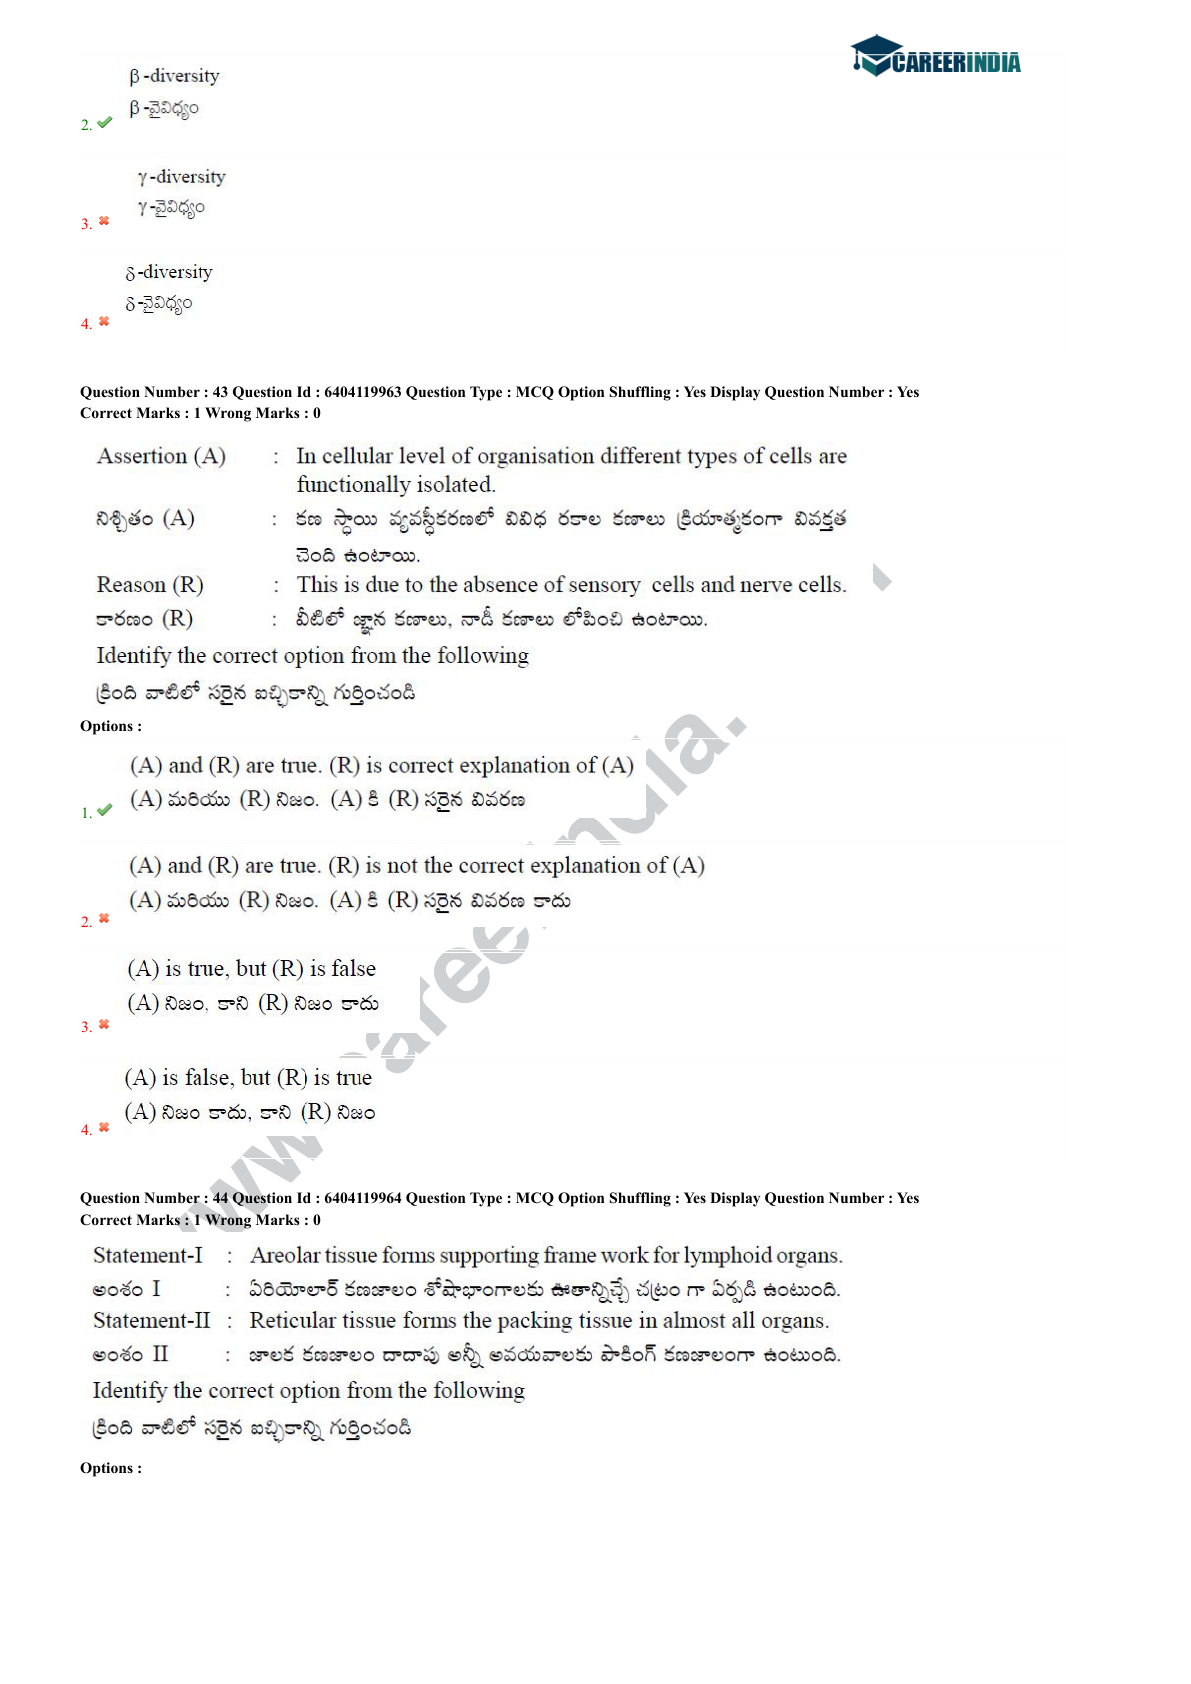 CAREERINDIA
β-diversity
β-వైవిధ్యం
2.
γ-diversity
γ-వైవిధ్యం
3.
δ-diversity
δ-వైవిధ్యం
4.
Question Number : 43 Question Id : 6404119963 Question Type : MCQ Option Shuffling : Yes Display Question Number : Yes
Correct Marks : 1 Wrong Marks : 0
Assertion (A) : In cellular level of organisation different types of cells are
functionally isolated.
నిశ్చితం (A) : కణ స్థాయి వ్యవస్థీకరణలో వివిధ రకాల కణాలు క్రియాత్మకంగా వివక్తత
చెంది ఉంటాయి.
Reason (R) : This is due to the absence of sensory cells and nerve cells.
కారణం (R) : వీటిలో జ్ఞాన కణాలు, నాడీ కణాలు లోపించి ఉంటాయి.
Identify the correct option from the following
క్రింది వాటిలో సరైన ఐచ్ఛికాన్ని గుర్తించండి
Options :
(A) and (R) are true. (R) is correct explanation of (A)
(A) మరియు (R) నిజం. (A) కి (R) సరైన వివరణ
1.
(A) and (R) are true. (R) is not the correct explanation of (A)
(A) మరియు (R) నిజం. (A) కి (R) సరైన వివరణ కాదు
2.
(A) is true, but (R) is false
(A) నిజం, కాని (R) నిజం కాదు
3.
(A) is false, but (R) is true
(A) నిజం కాదు, కాని (R) నిజం
4.
Question Number : 44 Question Id : 6404119964 Question Type : MCQ Option Shuffling : Yes Display Question Number : Yes
Correct Marks : 1 Wrong Marks : 0
Statement-I : Areolar tissue forms supporting frame work for lymphoid organs.
అంశం I : ఏరియోలార్ కణజాలం శోషాభాంగాలకు ఊతాన్నిచ్చే చట్రం గా ఏర్పడి ఉంటుంది.
Statement-II : Reticular tissue forms the packing tissue in almost all organs.
అంశం II : జాలక కణజాలం దాదాపు అన్నీ అవయవాలకు పాకింగ్ కణజాలంగా ఉంటుంది.
Identify the correct option from the following
క్రింది వాటిలో సరైన ఐచ్ఛికాన్ని గుర్తించండి
Options :